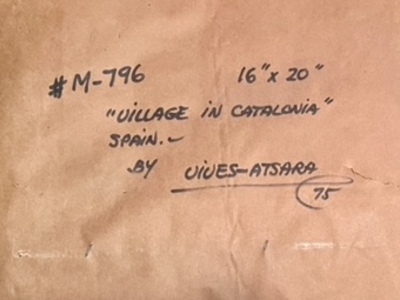 #M-796 16" x 20"
"VILLAGE IN CATALONIA"
SPAIN.
BY VIVES-ATSARA
75